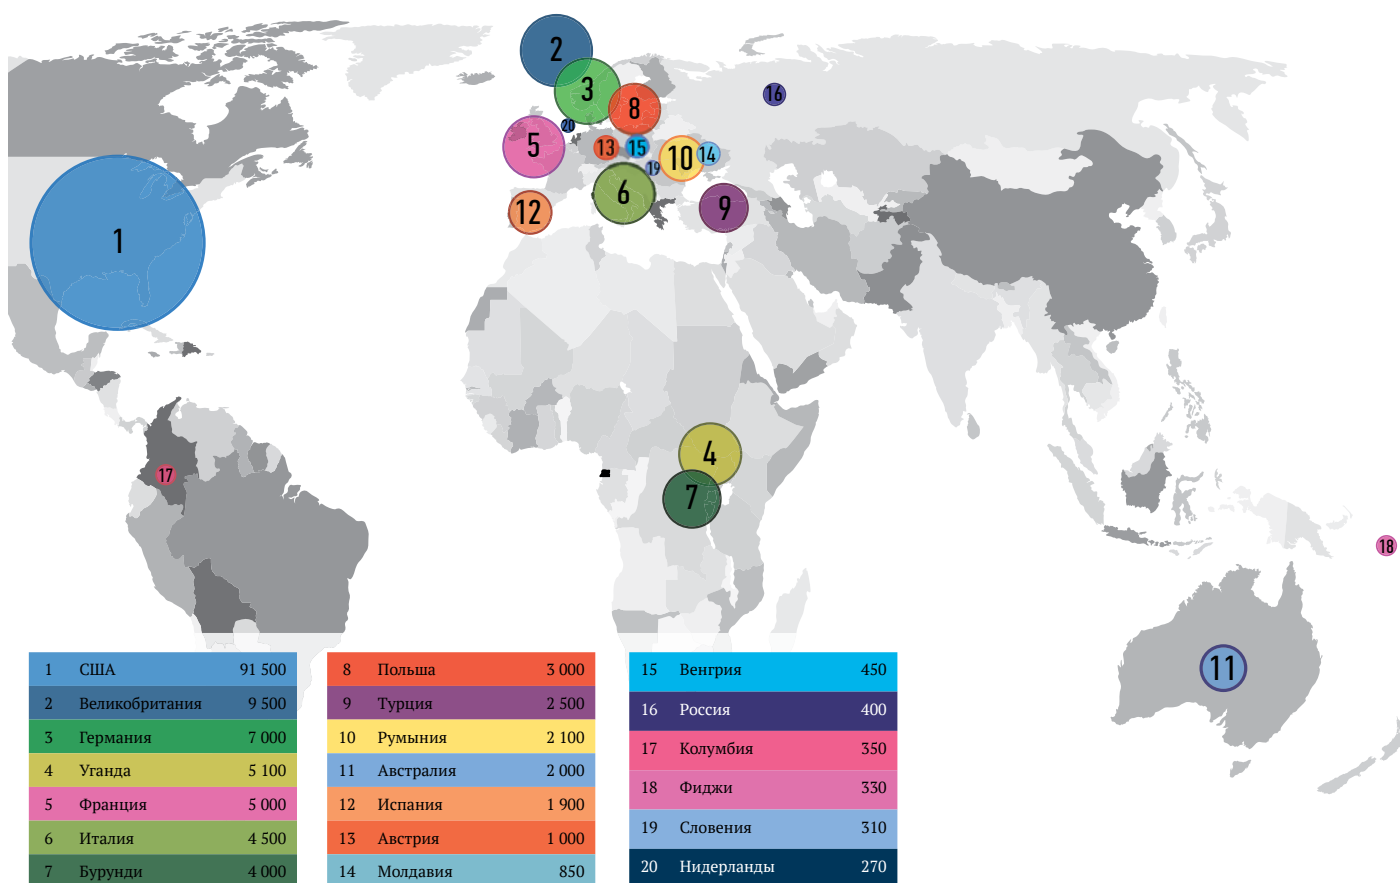 2
3
8
16
20
5
13
15
10
14
19
6
12
9
1
4
17
7
18
11
1 США 91 500
2 Великобритания 9 500
3 Германия 7 000
4 Уганда 5 100
5 Франция 5 000
6 Италия 4 500
7 Бурунди 4 000
8 Польша 3 000
9 Турция 2 500
10 Румыния 2 100
11 Австралия 2 000
12 Испания 1 900
13 Австрия 1 000
14 Молдавия 850
15 Венгрия 450
16 Россия 400
17 Колумбия 350
18 Фиджи 330
19 Словения 310
20 Нидерланды 270